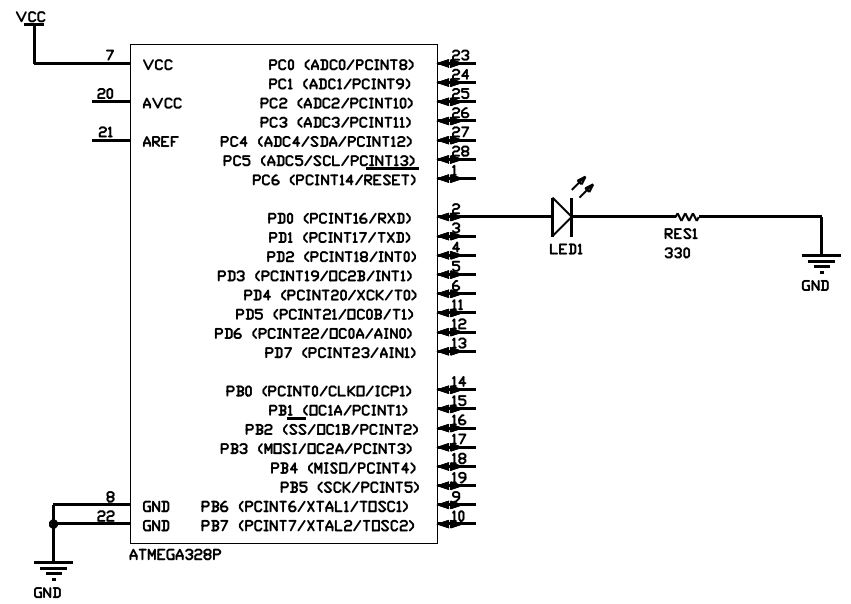 VCC
7 VCC PC0 (ADC0/PCINT8) 23
PC1 (ADC1/PCINT9) 24
20 AVCC PC2 (ADC2/PCINT10) 25
PC3 (ADC3/PCINT11) 26
21 AREF PC4 (ADC4/SDA/PCINT12) 27
PC5 (ADC5/SCL/PCINT13) 28
PC6 (PCINT14/RESET) 1
PD0 (PCINT16/RXD) 2
PD1 (PCINT17/TXD) 3
LED1 RES1
PD2 (PCINT18/INT0) 4
330
PD3 (PCINT19/OC2B/INT1) 5
GND
PD4 (PCINT20/XCK/T0) 6
PD5 (PCINT21/OC0B/T1) 11
PD6 (PCINT22/OC0A/AIN0) 12
PD7 (PCINT23/AIN1) 13
PB0 (PCINT0/CLKO/ICP1) 14
PB1 (OC1A/PCINT1) 15
PB2 (SS/OC1B/PCINT2) 16
PB3 (MOSI/OC2A/PCINT3) 17
PB4 (MISO/PCINT4) 18
PB5 (SCK/PCINT5) 19
8 GND PB6 (PCINT6/XTAL1/TOSC1) 9
22 GND PB7 (PCINT7/XTAL2/TOSC2) 10
ATMEGA328P
GND